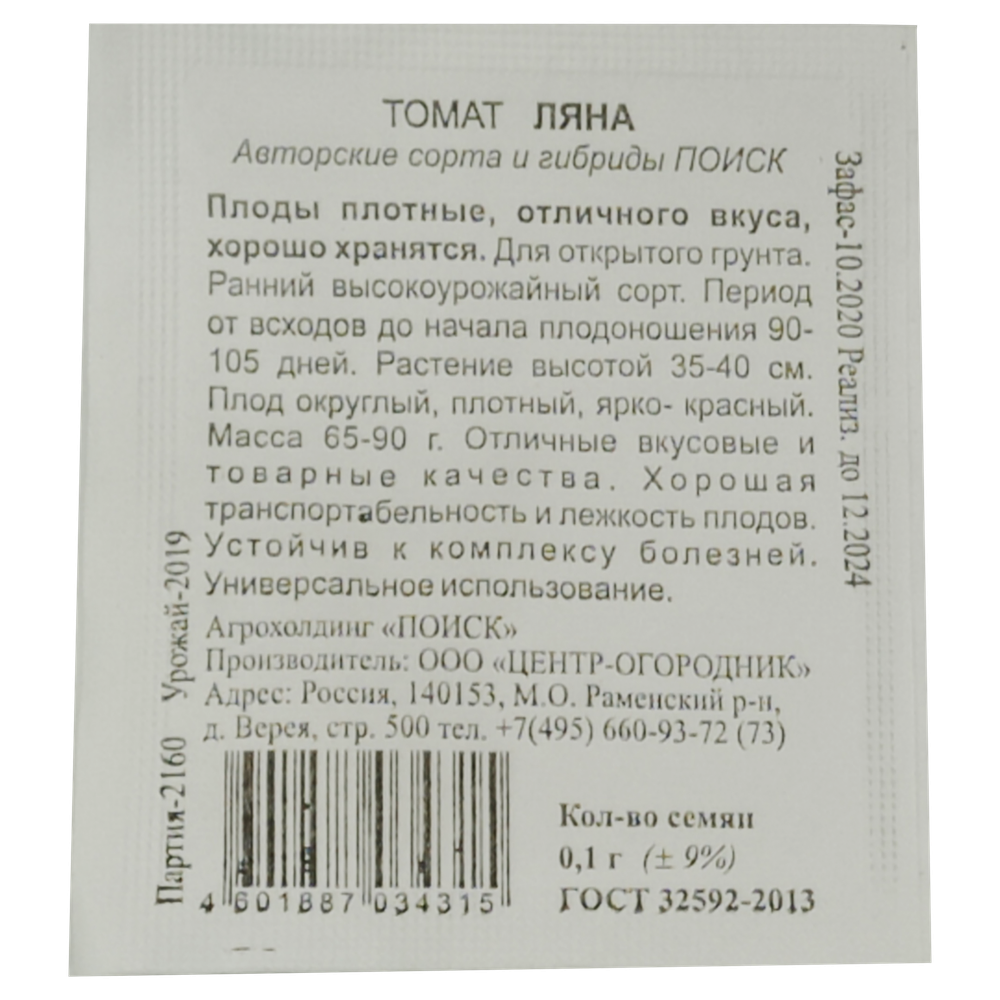 ТОМАТ ЛЯНА
Авторские сорта и гибриды ПОИСК
Плоды плотные, отличного вкуса,
хорошо хранятся. Для открытого грунта.
Ранний высокоурожайный сорт. Период
от всходов до начала плодоношения 90-
105 дней. Растение высотой 35-40 см.
Плод округлый, плотный, ярко- красный.
Масса 65-90 г. Отличные вкусовые и
товарные качества. Хорошая
транспортабельность и лежкость плодов.
Устойчив к комплексу болезней.
Универсальное использование.
Агрохолдинг «ПОИСК»
Производитель: ООО «ЦЕНТР-ОГОРОДНИК»
Адрес: Россия, 140153, М.О. Раменский р-н,
д. Верея, стр. 500 тел. +7(495) 660-93-72 (73)
Кол-во семян
0,1 г (± 9%)
ГОСТ 32592-2013
4 601887 034315
Партия-2160 Урожай-2019
Зафас-10.2020 Реализ. до 12.2024